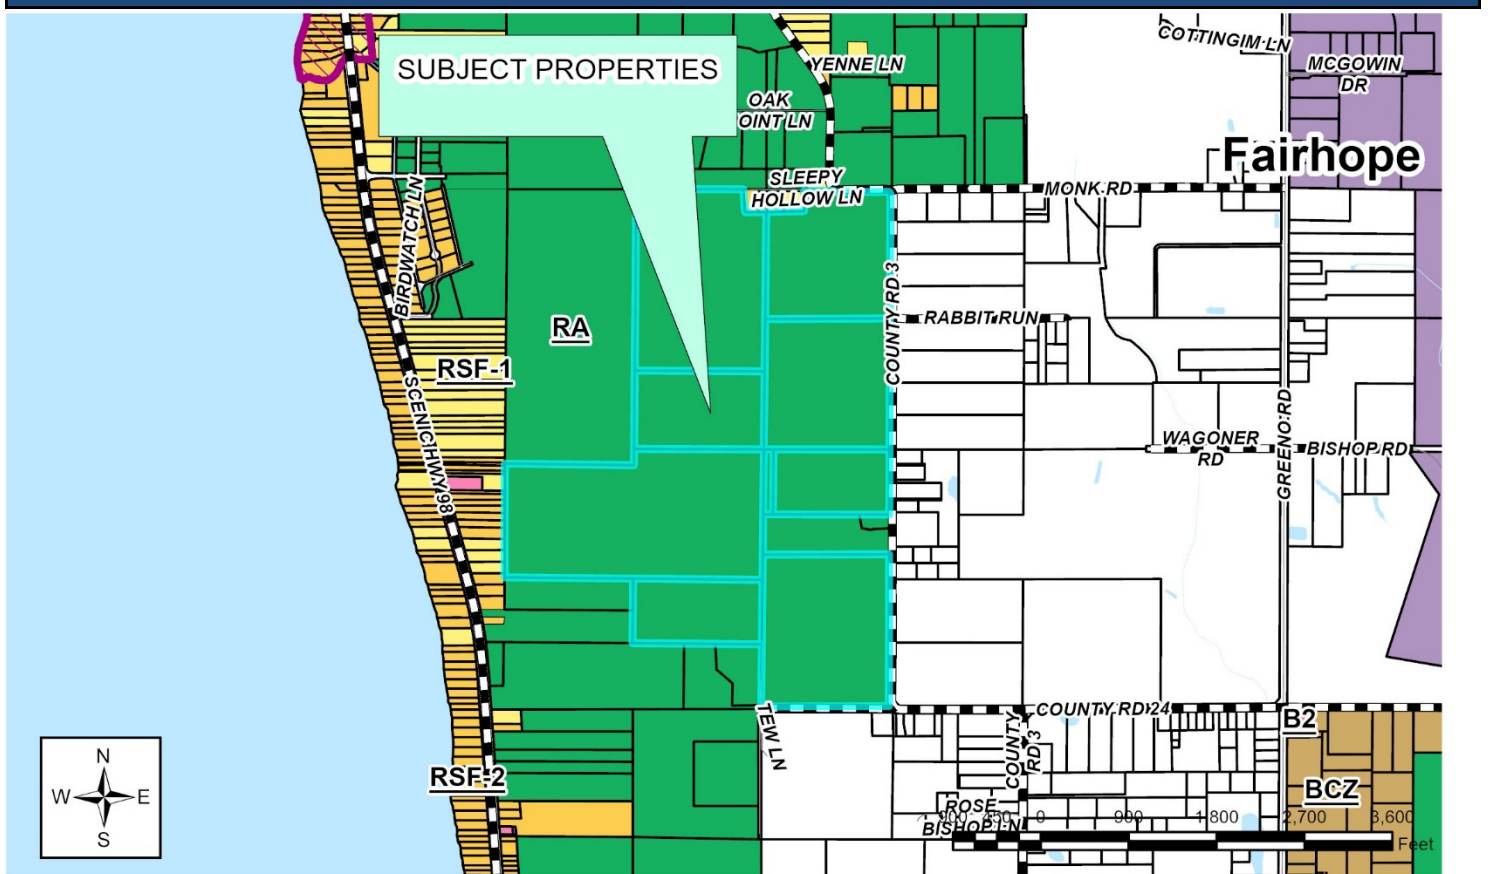 COTTINGIM LN
SUBJECT PROPERTIES
YENNE LN
MCGOWIN
DR
OAK
OINT LN
Fairhope
SLEEPY
HOLLOW LN
MONK RD
BIRDWATCH LN
COUNTY RD 3
RABBIT RUN
RA
RSF-1
SCENIC HWY 98
GREENO RD
WAGONER
RD
BISHOP RD
TEW LN
COUNTY RD 24
COUNTY
RD 3
B2
RSF-2
BCZ
ROSE
BISHOP LN
900 450 0 900 1,800 2,700 3,600
Feet
N
W E
S